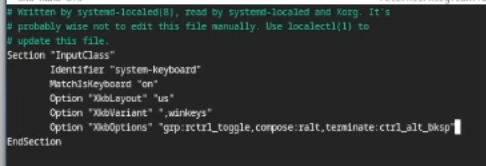 # Written by systemd-localed(8), read by systemd-localed and Xorg. It's
# probably wise not to edit this file manually. Use localectl(1) to
# update this file.
Section "InputClass"
Identifier "system-keyboard"
MatchIsKeyboard "on"
Option "XkbLayout" "us"
Option "XkbVariant" ",winkeys"
Option "XkbOptions" "grp:rctrl_toggle,compose:ralt,terminate:ctrl_alt_bksp"
EndSection